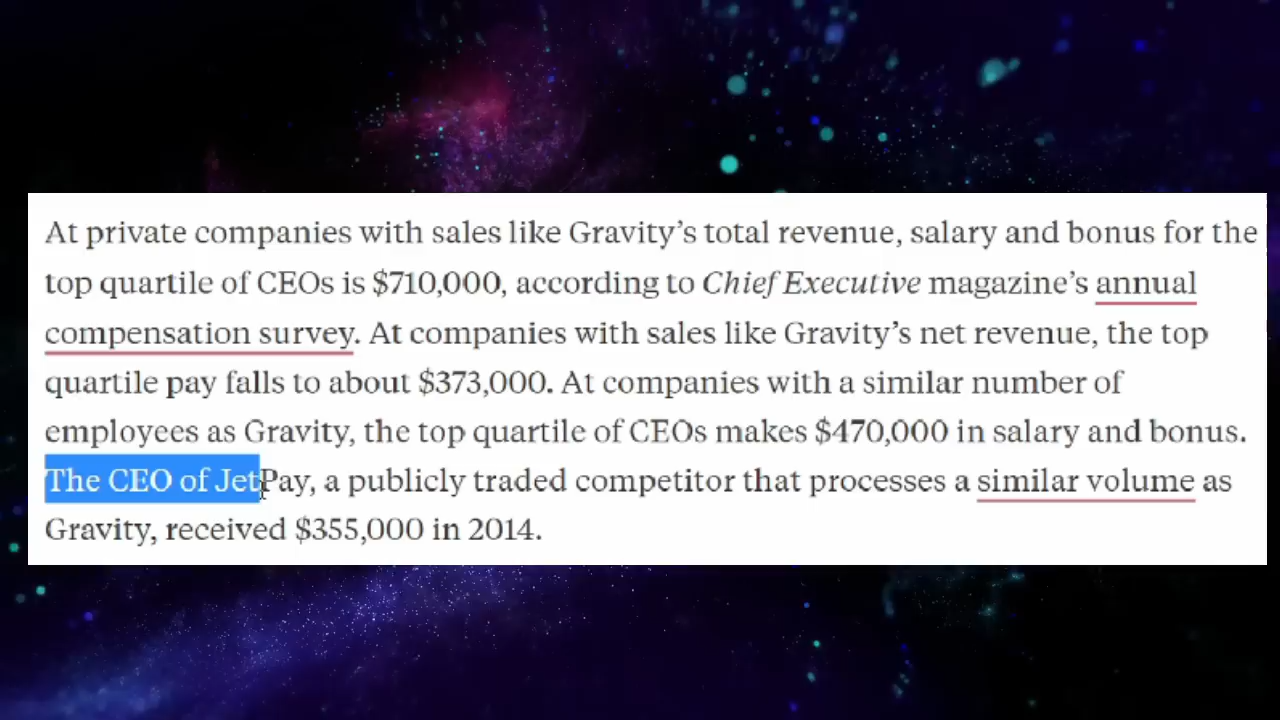 At private companies with sales like Gravity’s total revenue, salary and bonus for the
top quartile of CEOs is $710,000, according to Chief Executive magazine’s annual
compensation survey. At companies with sales like Gravity’s net revenue, the top
quartile pay falls to about $373,000. At companies with a similar number of
employees as Gravity, the top quartile of CEOs makes $470,000 in salary and bonus.
The CEO of JetPay, a publicly traded competitor that processes a similar volume as
Gravity, received $355,000 in 2014.